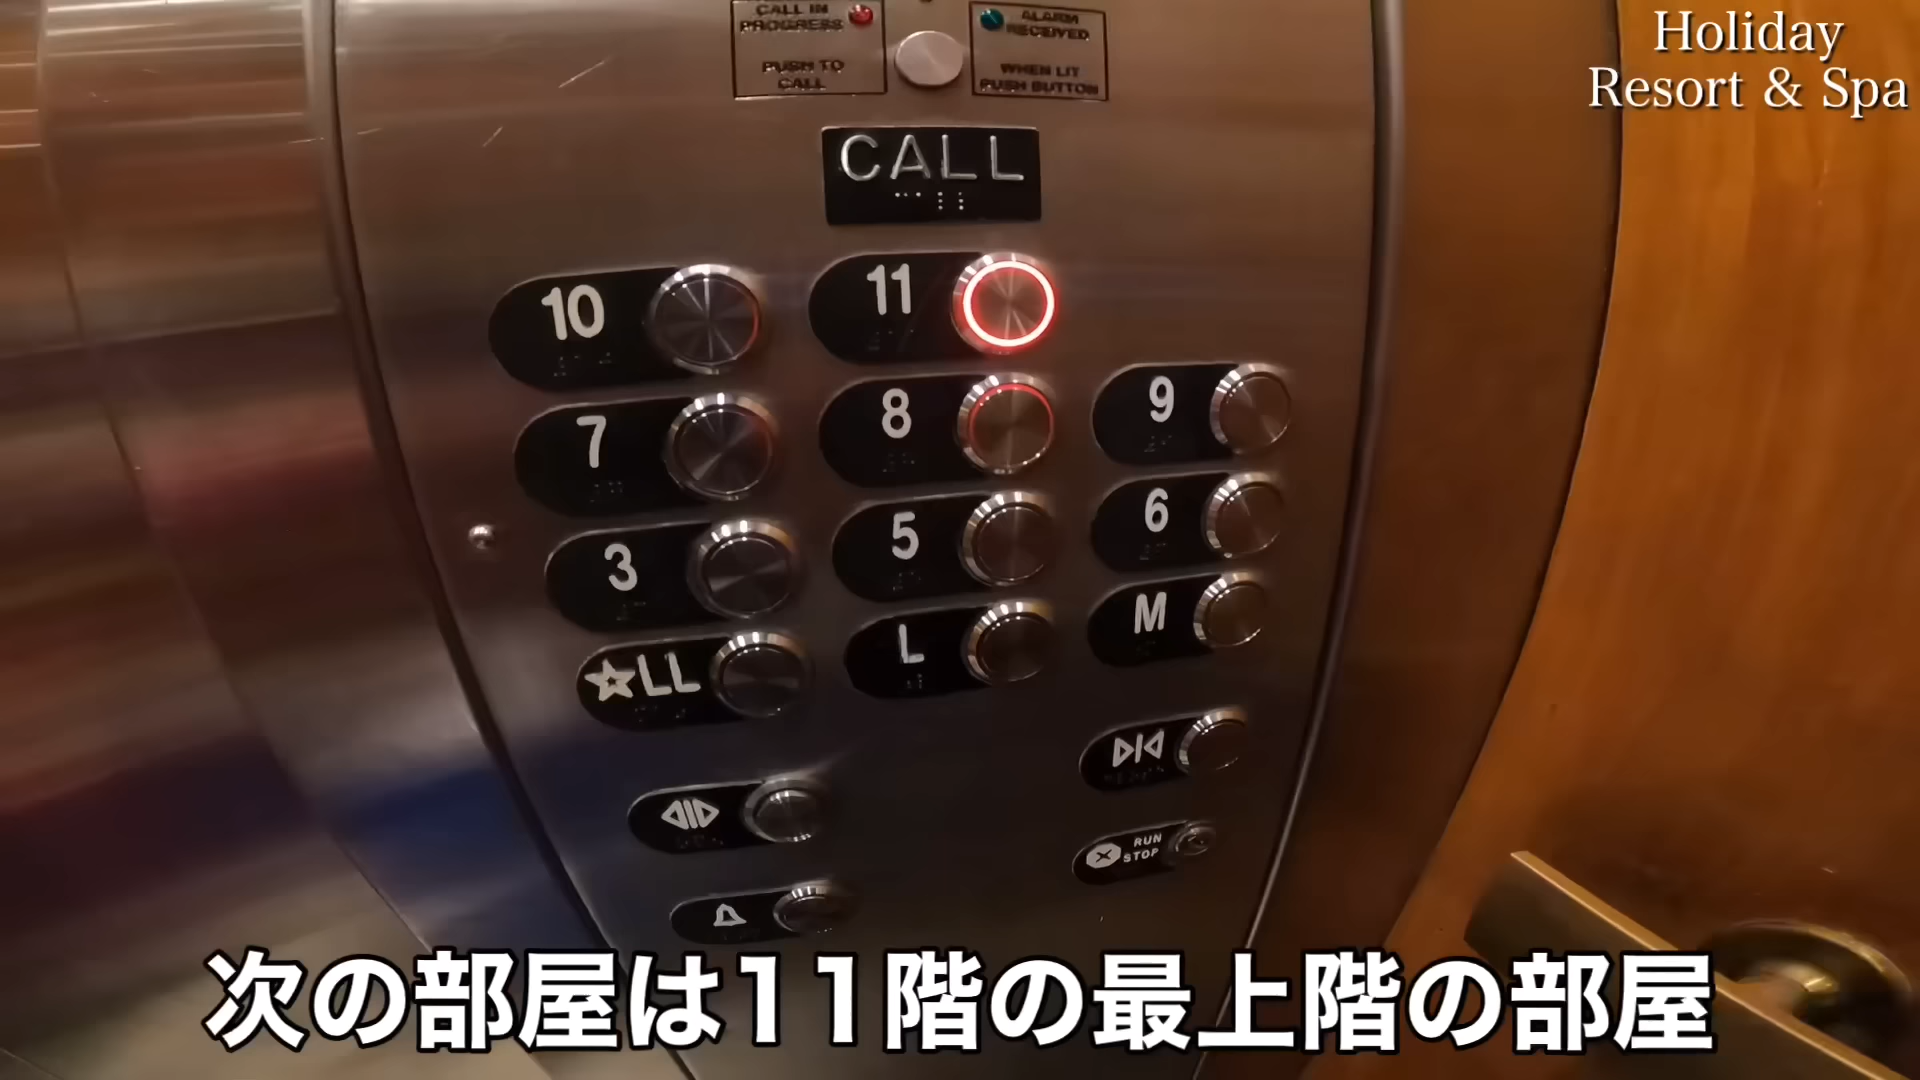 Holiday
Resort & Spa
CALL IN
PROGRESS
PUSH TO
CALL
ALARM
RECEIVED
WHEN LIT
PUSH BUTTON
CALL
10
11
7
8
9
3
5
6
★LL
L
M
RUN
STOP
次の部屋は11階の最上階の部屋